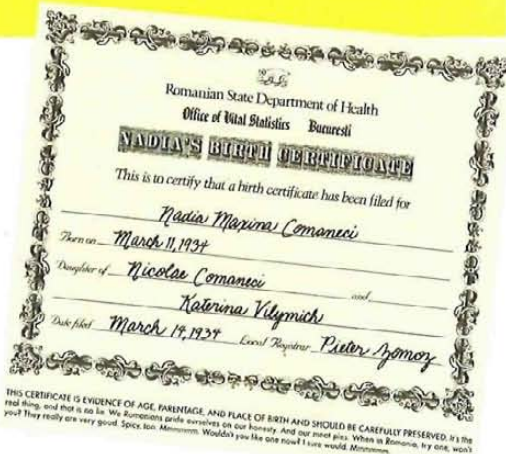 Romanian State Department of Health
Office of Vital Statistics Bucuresti
NADIA'S BIRTH CERTIFICATE
This is to certify that a birth certificate has been filed for
Nadia Maxina Comaneci
Born on March 11, 1934
Daughter of Nicolae Comaneci and
Katerina Vilymich
Date filed March 14, 1934 Local Registrar Pieter Zomoz
THIS CERTIFICATE IS EVIDENCE OF AGE, PARENTAGE, AND PLACE OF BIRTH AND SHOULD BE CAREFULLY PRESERVED. It's the
real thing, and that is no lie. We Romanians pride ourselves on our honesty. And our meat pies. When in Romania, try one, won't
you? They really are very good. Spicy, too. Mmmmmm. Wouldn't you like one now? I sure would. Mmmmmm.